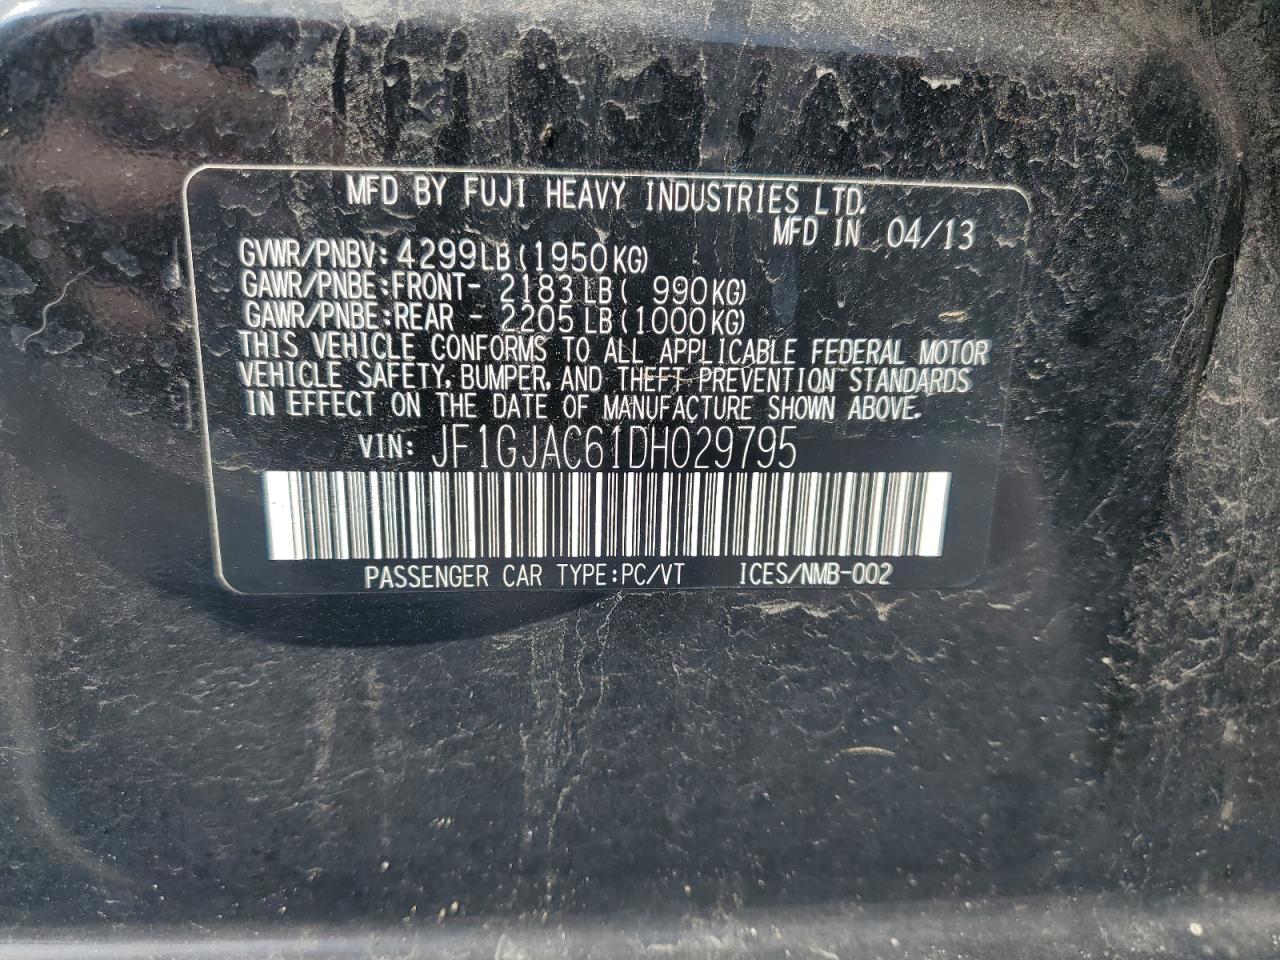 MFD BY FUJI HEAVY INDUSTRIES LTD.
MFD IN 04/13
GVWR/PNBV: 4299LB (1950KG)
GAWR/PNBE: FRONT- 2183LB ( 990KG)
GAWR/PNBE: REAR - 2205LB (1000KG)
THIS VEHICLE CONFORMS TO ALL APPLICABLE FEDERAL MOTOR
VEHICLE SAFETY, BUMPER, AND THEFT PREVENTION STANDARDS
IN EFFECT ON THE DATE OF MANUFACTURE SHOWN ABOVE.
VIN: JF1GJAC61DH029795
PASSENGER CAR TYPE:PC/VT ICES/NMB-002